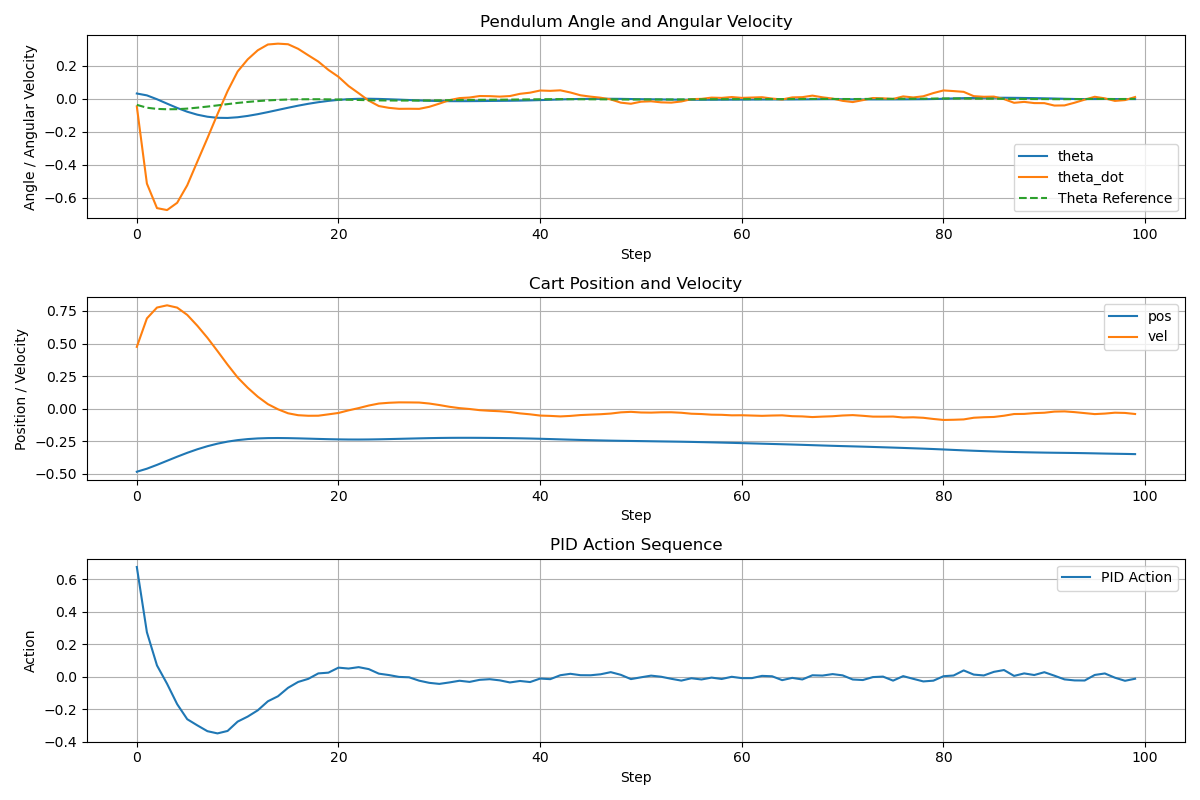 Pendulum Angle and Angular Velocity
Angle / Angular Velocity
0.2
0.0
−0.2
−0.4
−0.6
theta
theta_dot
Theta Reference
0 20 40 60 80 100
Step
Cart Position and Velocity
Position / Velocity
0.75
0.50
0.25
0.00
−0.25
−0.50
pos
vel
0 20 40 60 80 100
Step
PID Action Sequence
Action
0.6
0.4
0.2
0.0
−0.2
−0.4
PID Action
0 20 40 60 80 100
Step